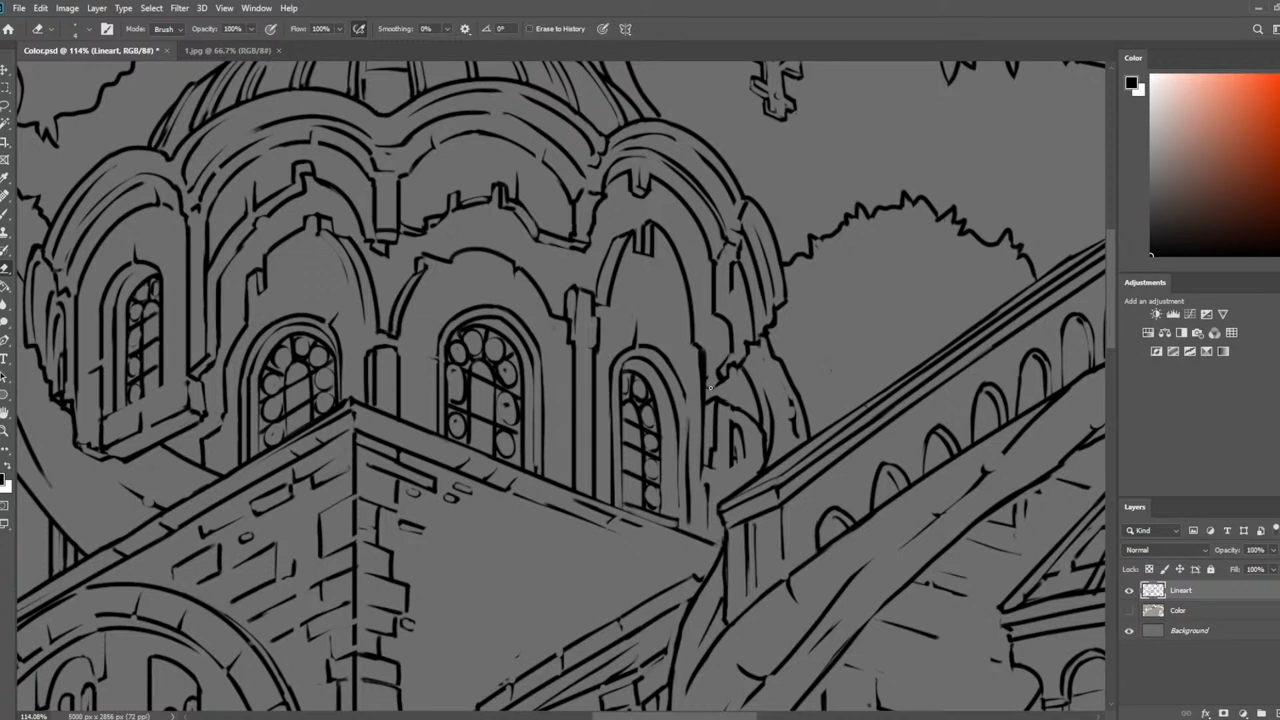 File Edit Image Layer Type Select Filter 3D View Window Help
4 Mode: Brush Opacity: 100% Flow: 100% Smoothing: 0% 0° Erase to History
Color.psd @ 114% (Lineart, RGB/8#) * × 1.jpg @ 66.7% (RGB/8#) ×
Color
Adjustments
Add an adjustment
Layers
Kind
Normal Opacity: 100%
Locks: Fill: 100%
Lineart
Color
Background
114.08% 5000 px x 2856 px (72 ppi)